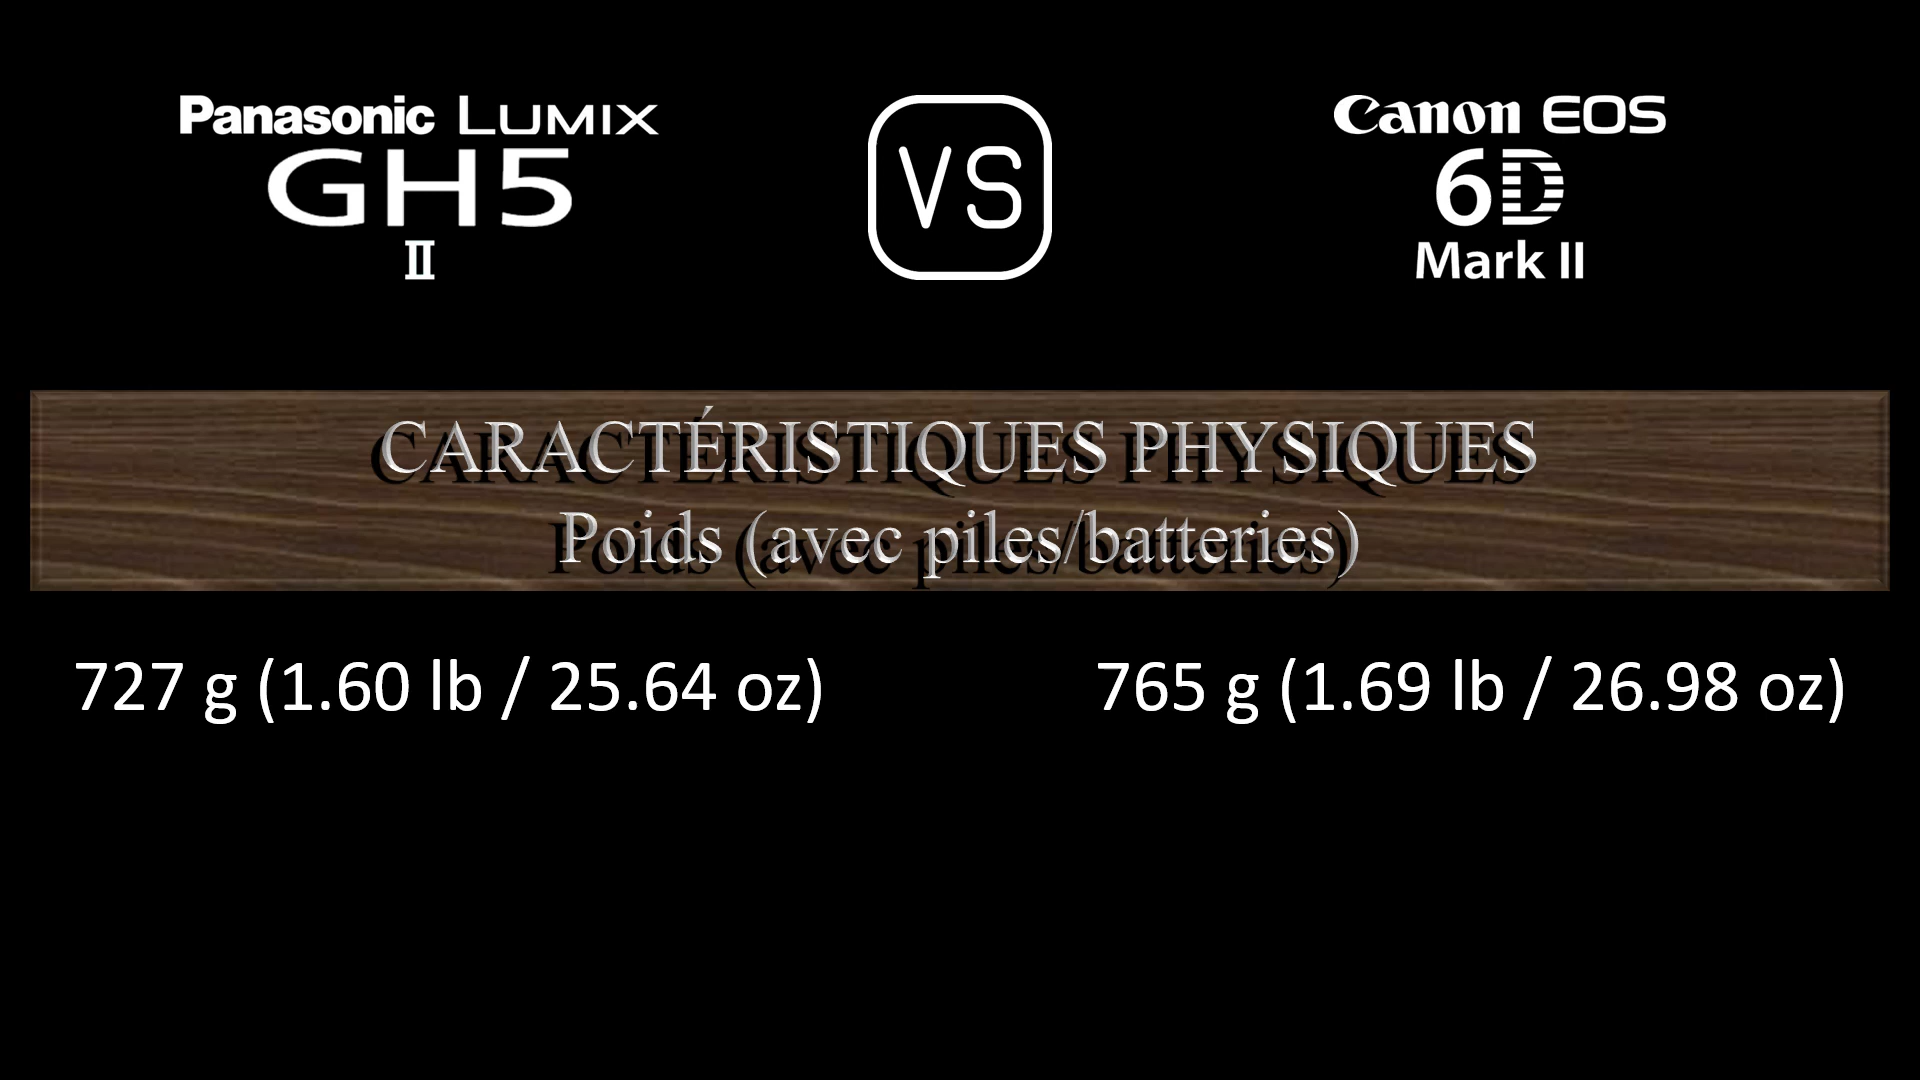 Panasonic LUMIX
GH5
II
VS
Canon EOS
6D
Mark II
CARACTÉRISTIQUES PHYSIQUES
Poids (avec piles/batteries)
727 g (1.60 lb / 25.64 oz)
765 g (1.69 lb / 26.98 oz)